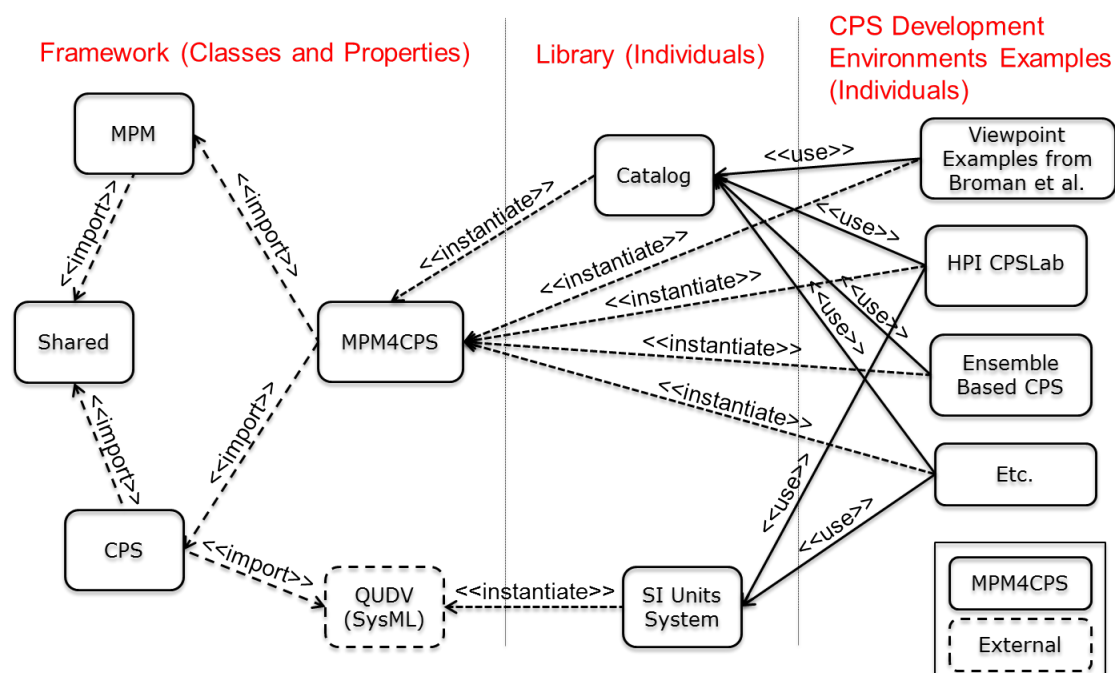 Framework (Classes and Properties)
Library (Individuals)
CPS Development
Environments Examples
(Individuals)
MPM
<<import>>
<<import>>
Shared
MPM4CPS
<<import>>
<<import>>
CPS
<<import>>
QUDV
(SysML)
Catalog
<<instantiate>>
<<instantiate>>
<<instantiate>>
<<instantiate>>
<<instantiate>>
<<instantiate>>
SI Units
System
<<use>>
<<use>>
<<use>>
<<use>>
<<use>>
<<use>>
Viewpoint
Examples from
Broman et al.
HPI CPSLab
Ensemble
Based CPS
Etc.
MPM4CPS
External